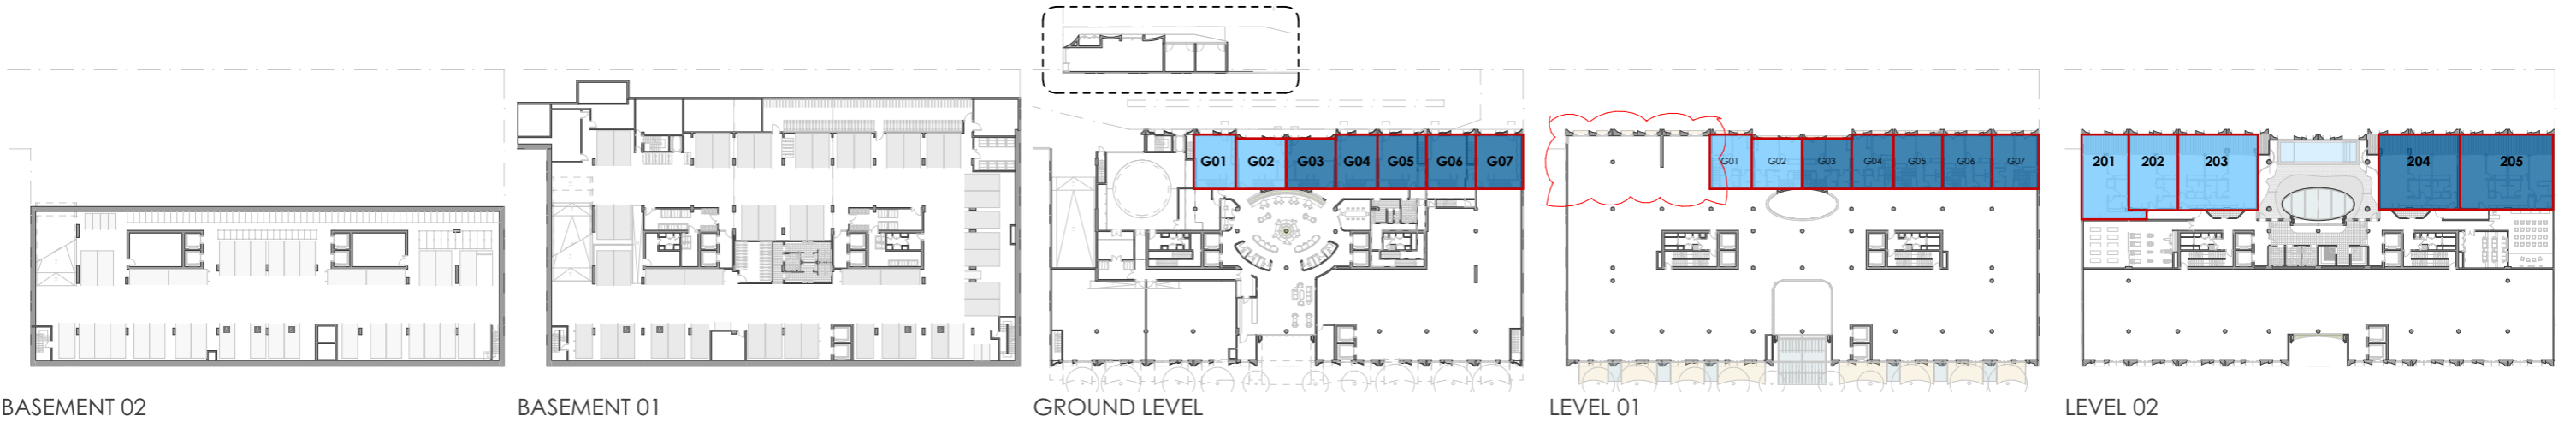 G01 G02 G03 G04 G05 G06 G07
G01 G02 G03 G04 G05 G06 G07
201 202 203 204 205
BASEMENT 02
BASEMENT 01
GROUND LEVEL
LEVEL 01
LEVEL 02